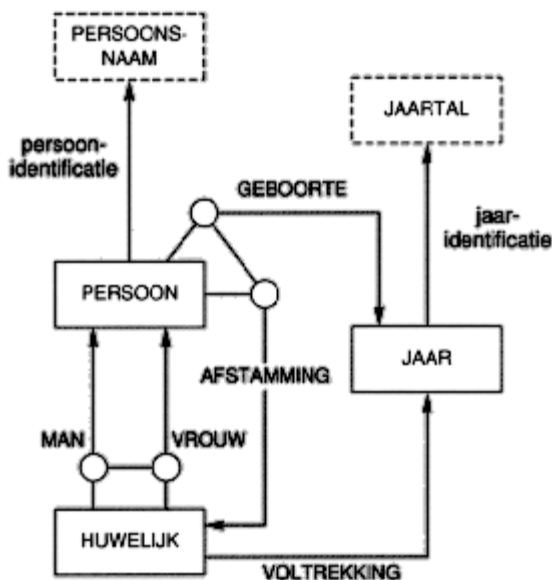 PERSOONS-
NAAM
JAARTAL
persoon-
identificatie
GEBOORTE
jaar-
identificatie
PERSOON
JAAR
AFSTAMMING
MAN
VROUW
HUWELIJK
VOLTREKKING